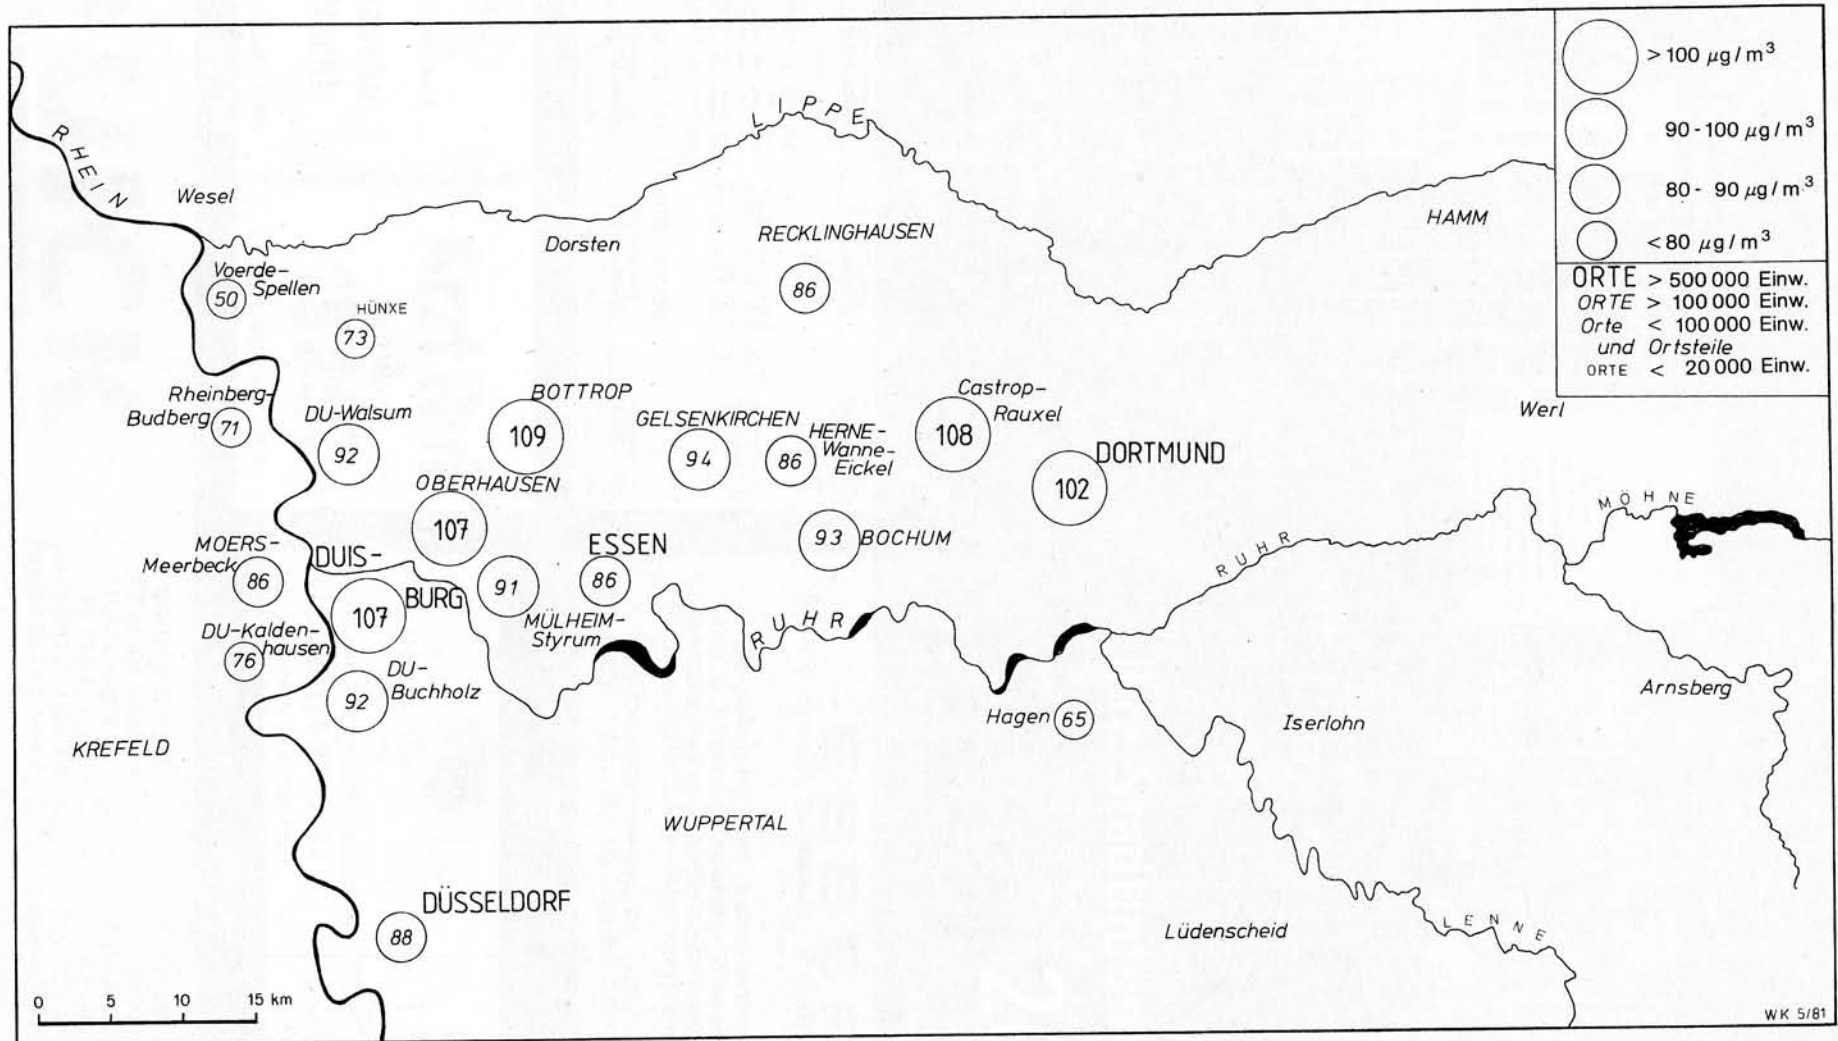 > 100 µg / m³
90 - 100 µg / m³
80 - 90 µg / m³
< 80 µg / m³
ORTE > 500 000 Einw.
ORTE > 100 000 Einw.
Orte < 100 000 Einw.
und Ortsteile
ORTE < 20 000 Einw.
RHEIN
LIPPE
Wesel
Dorsten
RECKLINGHAUSEN
86
HAMM
Voerde-
Spellen
50
HÜNXE
73
Rheinberg-
Budberg
71
DU-Walsum
92
BOTTROP
109
GELSENKIRCHEN
94
HERNE-
Wanne-
Eickel
86
Castrop-
Rauxel
108
DORTMUND
102
Werl
OBERHAUSEN
107
MOERS-
Meerbeck
86
DUIS-
BURG
107
91
MÜLHEIM-
Styrum
ESSEN
86
93
BOCHUM
RUHR
RUHR
MÖHNE
DU-Kalden-
hausen
76
DU-
Buchholz
92
KREFELD
Hagen
65
Iserlohn
Arnsberg
WUPPERTAL
DÜSSELDORF
88
Lüdenscheid
LENNE
0 5 10 15 km
WK 5/81